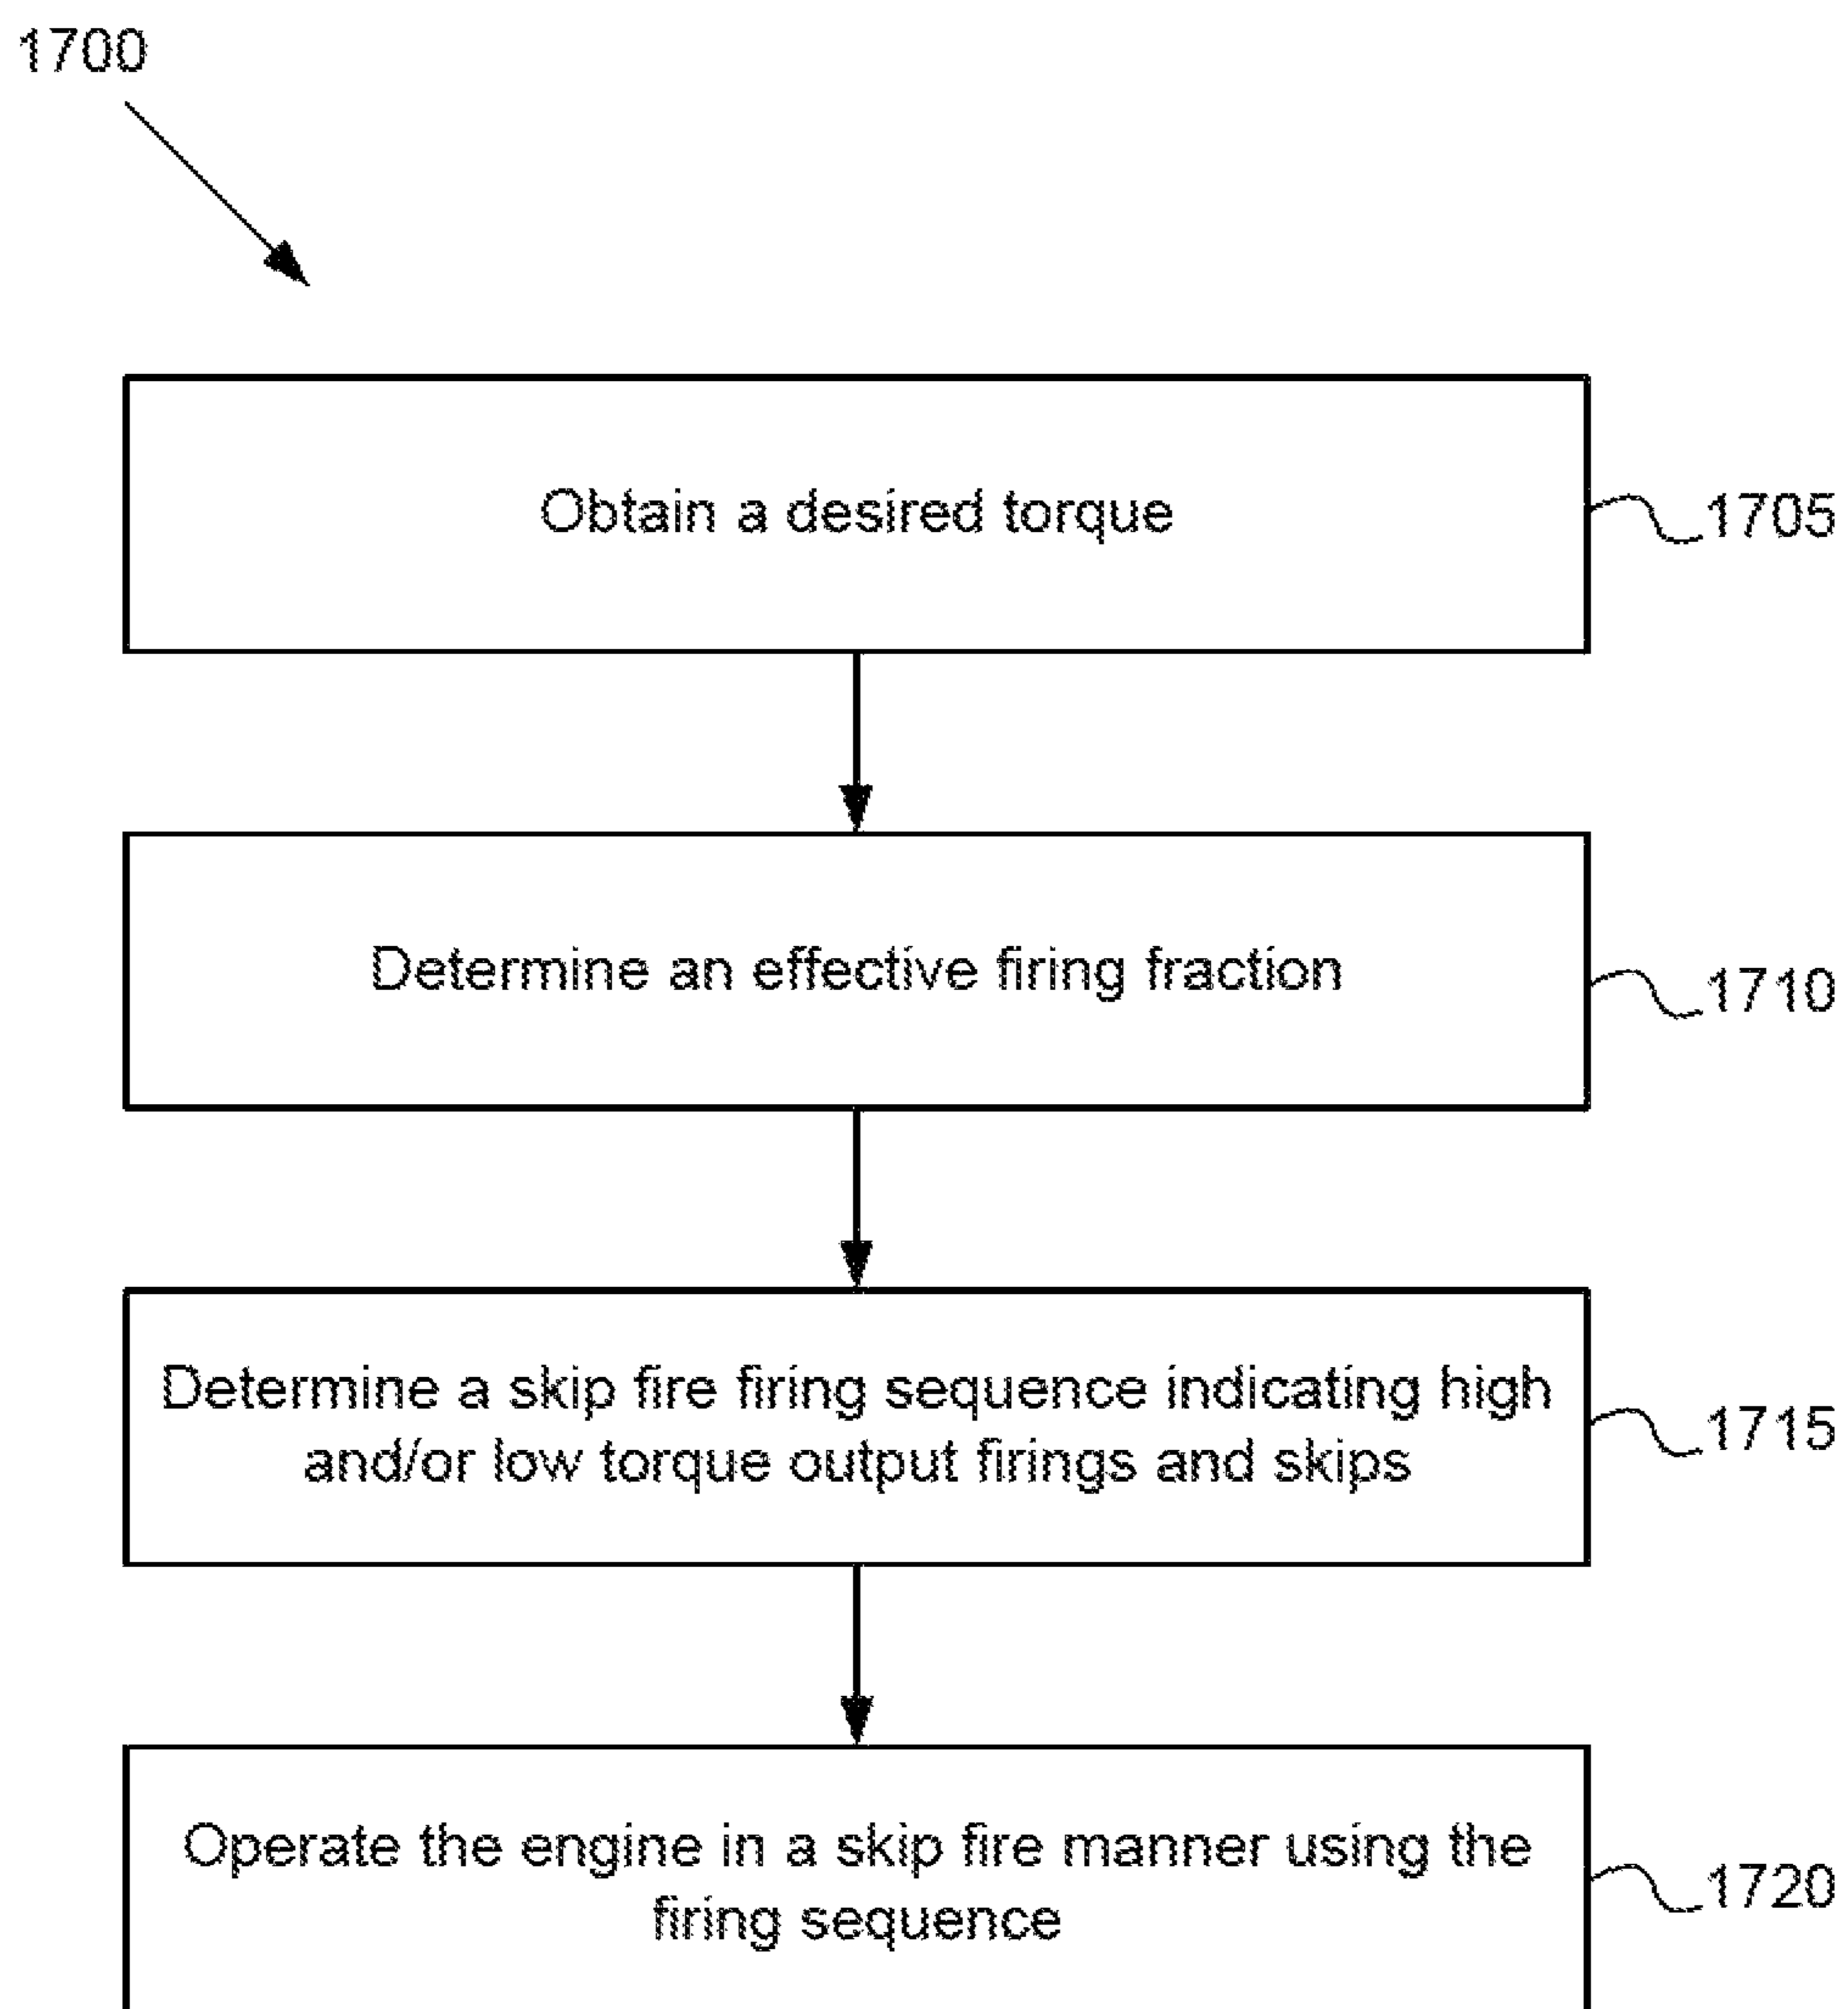 1700
Obtain a desired torque
1705
Determine an effective firing fraction
1710
Determine a skip fire firing sequence indicating high
and/or low torque output firings and skips
1715
Operate the engine in a skip fire manner using the
firing sequence
1720